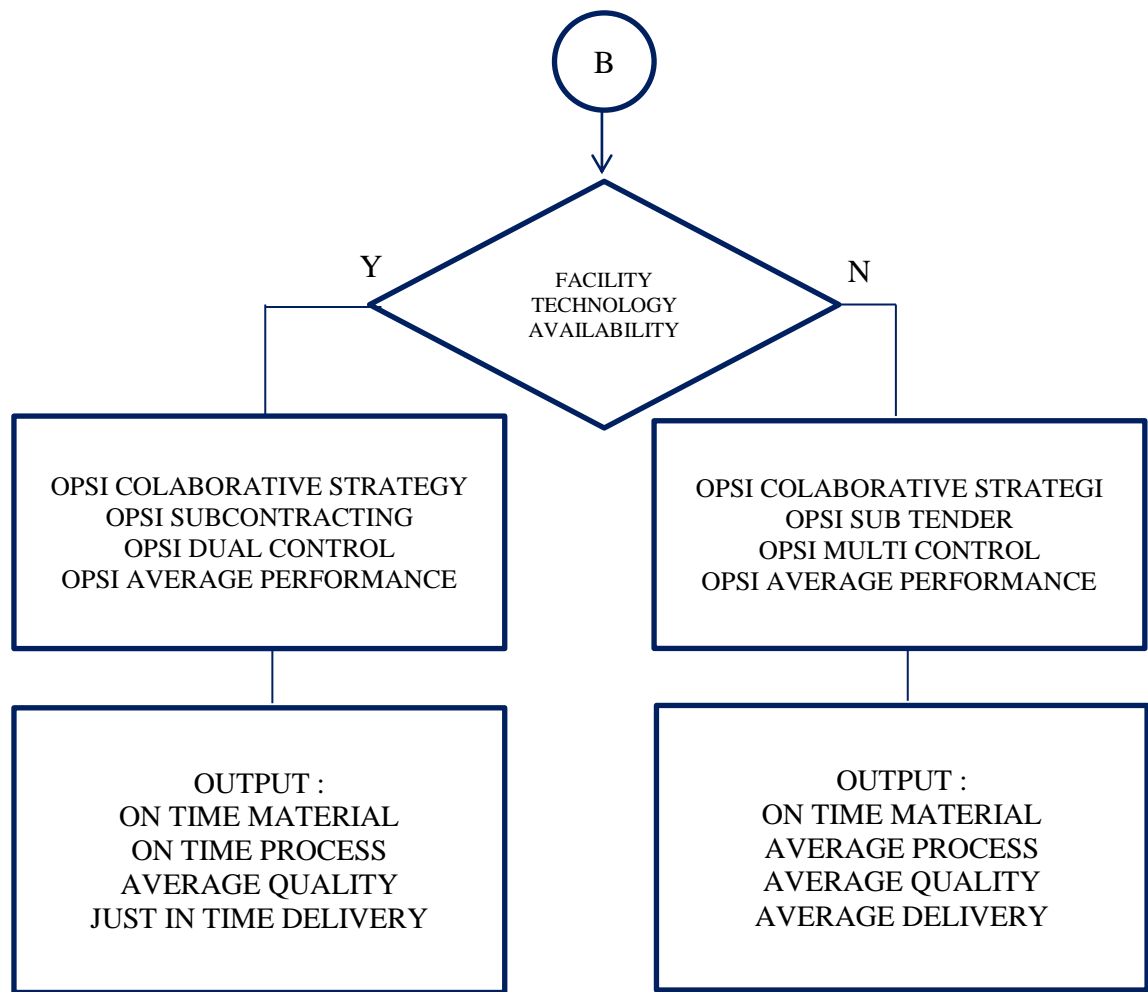 B
Y
N
FACILITY
TECHNOLOGY
AVAILABILITY
OPSI COLABORATIVE STRATEGY
OPSI SUBCONTRACTING
OPSI DUAL CONTROL
OPSI AVERAGE PERFORMANCE
OPSI COLABORATIVE STRATEGI
OPSI SUB TENDER
OPSI MULTI CONTROL
OPSI AVERAGE PERFORMANCE
OUTPUT :
ON TIME MATERIAL
ON TIME PROCESS
AVERAGE QUALITY
JUST IN TIME DELIVERY
OUTPUT :
ON TIME MATERIAL
AVERAGE PROCESS
AVERAGE QUALITY
AVERAGE DELIVERY